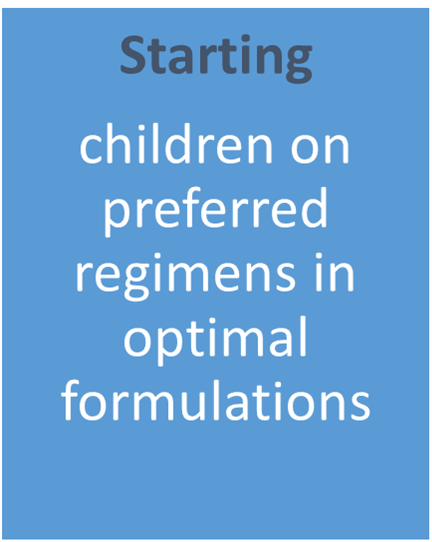 Starting
children on
preferred
regimens in
optimal
formulations